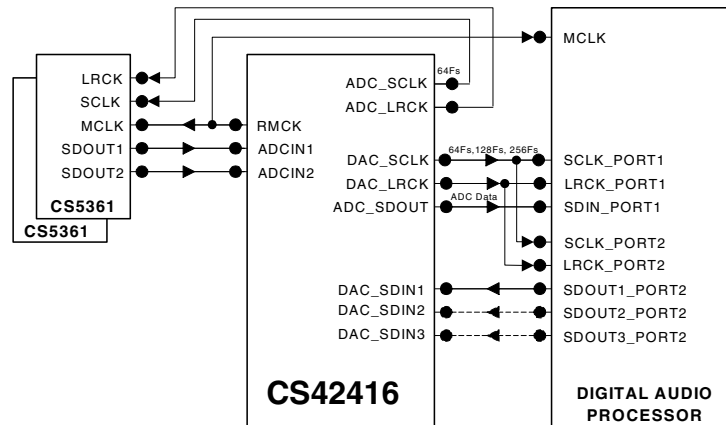 LRCK
SCLK
MCLK
SDOUT1
SDOUT2
CS5361
CS5361
RMCK
ADCIN1
ADCIN2
ADC_SCLK
ADC_LRCK
DAC_SCLK
DAC_LRCK
ADC_SDOUT
DAC_SDIN1
DAC_SDIN2
DAC_SDIN3
CS42416
64Fs
64Fs,128Fs, 256Fs
ADC Data
MCLK
SCLK_PORT1
LRCK_PORT1
SDIN_PORT1
SCLK_PORT2
LRCK_PORT2
SDOUT1_PORT2
SDOUT2_PORT2
SDOUT3_PORT2
DIGITAL AUDIO
PROCESSOR